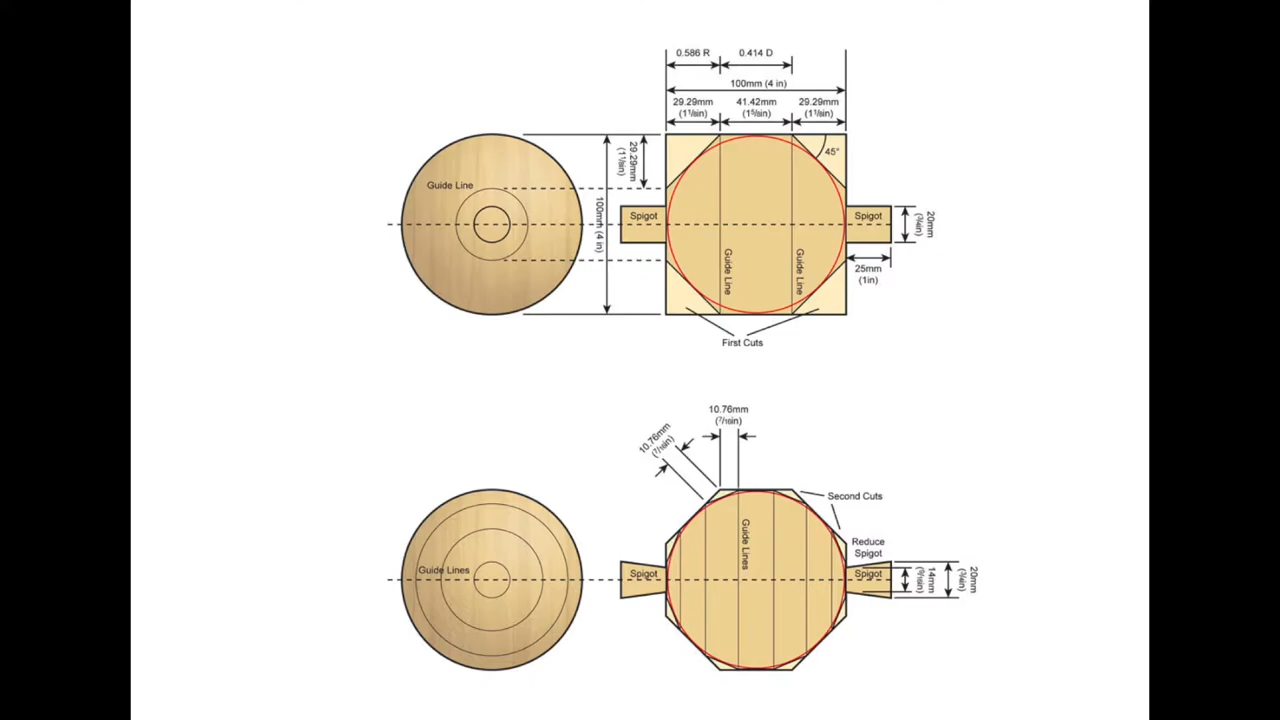 0.586 R
0.414 D
100mm (4 in)
29.29mm
(1⅛in)
41.42mm
(1⅝in)
29.29mm
(1⅛in)
29.29mm
(1⅛in)
45°
Guide Line
100mm (4 in)
Spigot
Spigot
20mm
(¾in)
Guide Line
Guide Line
25mm
(1in)
First Cuts
10.76mm
(⁷/₁₆in)
10.76mm
(⁷/₁₆in)
Second Cuts
Guide Lines
Reduce
Spigot
Guide Lines
Spigot
Spigot
14mm
(⁹/₁₆in)
20mm
(¾in)